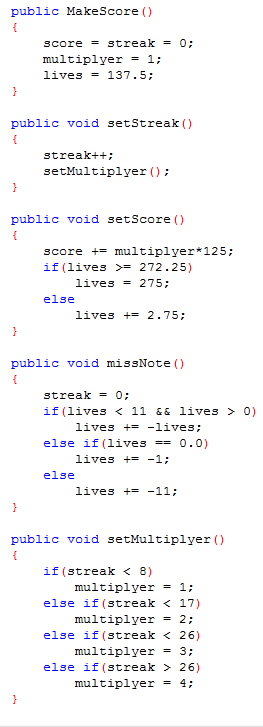 public MakeScore()
{
score = streak = 0;
multiplyer = 1;
lives = 137.5;
}
public void setStreak()
{
streak++;
setMultiplyer();
}
public void setScore()
{
score += multiplyer*125;
if(lives >= 272.25)
lives = 275;
else
lives += 2.75;
}
public void missNote()
{
streak = 0;
if(lives < 11 && lives > 0)
lives += -lives;
else if(lives == 0.0)
lives += -1;
else
lives += -11;
}
public void setMultiplyer()
{
if(streak < 8)
multiplyer = 1;
else if(streak < 17)
multiplyer = 2;
else if(streak < 26)
multiplyer = 3;
else if(streak > 26)
multiplyer = 4;
}